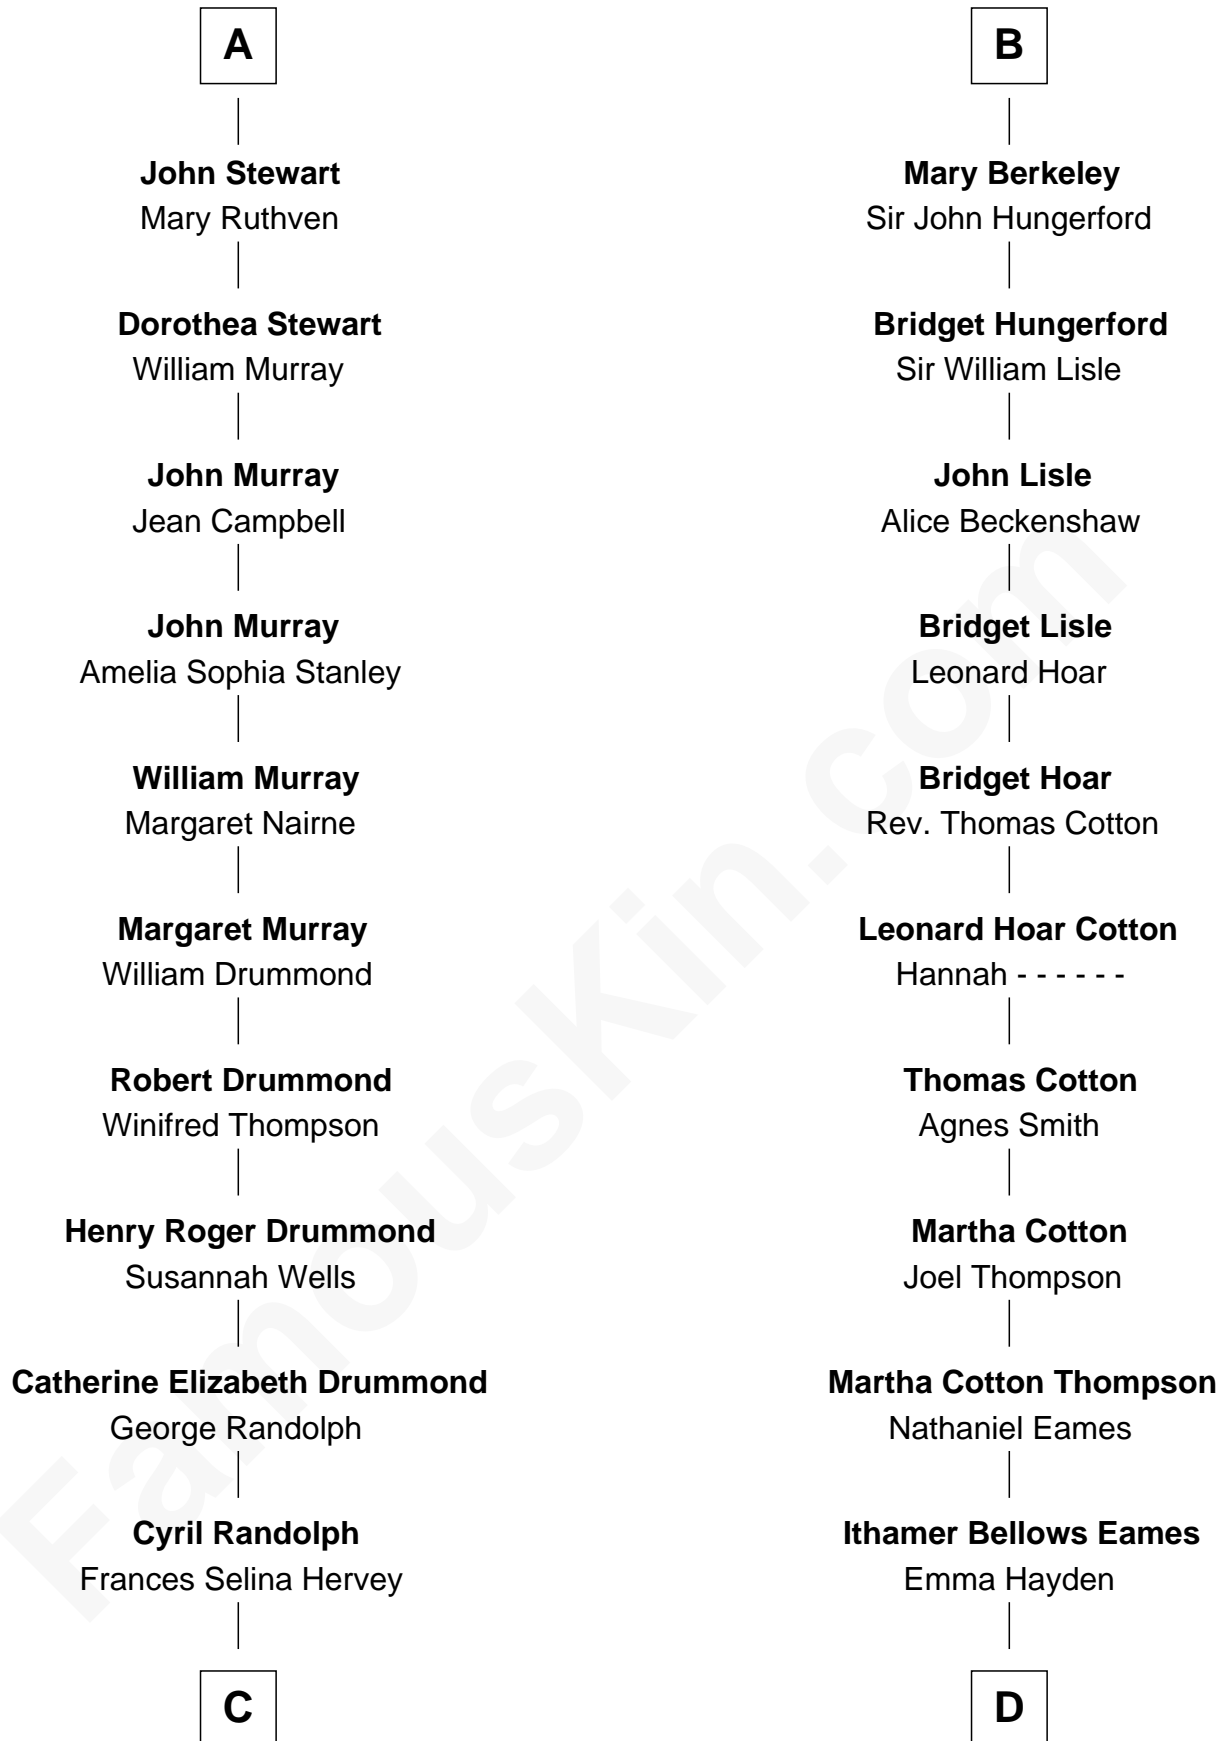 A
John Stewart
Mary Ruthven
Dorothea Stewart
William Murray
John Murray
Jean Campbell
John Murray
Amelia Sophia Stanley
William Murray
Margaret Nairne
Margaret Murray
William Drummond
Robert Drummond
Winifred Thompson
Henry Roger Drummond
Susannah Wells
Catherine Elizabeth Drummond
George Randolph
Cyril Randolph
Frances Selina Hervey
C
B
Mary Berkeley
Sir John Hungerford
Bridget Hungerford
Sir William Lisle
John Lisle
Alice Beckenshaw
Bridget Lisle
Leonard Hoar
Bridget Hoar
Rev. Thomas Cotton
Leonard Hoar Cotton
Hannah - - - - - -
Thomas Cotton
Agnes Smith
Martha Cotton
Joel Thompson
Martha Cotton Thompson
Nathaniel Eames
Ithamer Bellows Eames
Emma Hayden
D
FamousKin.com